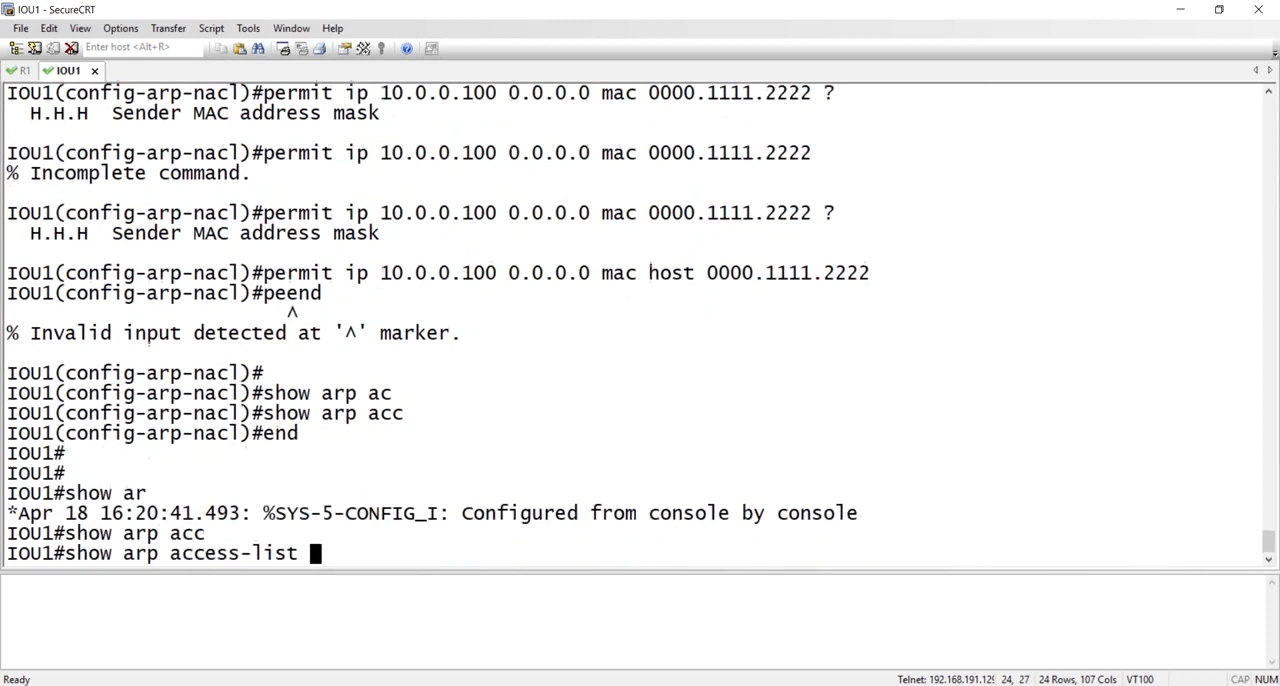 IOU1 - SecureCRT
File Edit View Options Transfer Script Tools Window Help
Enter host <Alt+R>
R1 IOU1
IOU1(config-arp-nacl)#permit ip 10.0.0.100 0.0.0.0 mac 0000.1111.2222 ?
  H.H.H  Sender MAC address mask
IOU1(config-arp-nacl)#permit ip 10.0.0.100 0.0.0.0 mac 0000.1111.2222
% Incomplete command.
IOU1(config-arp-nacl)#permit ip 10.0.0.100 0.0.0.0 mac 0000.1111.2222 ?
  H.H.H  Sender MAC address mask
IOU1(config-arp-nacl)#permit ip 10.0.0.100 0.0.0.0 mac host 0000.1111.2222
IOU1(config-arp-nacl)#peend
^
% Invalid input detected at '^' marker.
IOU1(config-arp-nacl)#
IOU1(config-arp-nacl)#show arp ac
IOU1(config-arp-nacl)#show arp acc
IOU1(config-arp-nacl)#end
IOU1#
IOU1#
IOU1#show ar
*Apr 18 16:20:41.493: %SYS-5-CONFIG_I: Configured from console by console
IOU1#show arp acc
IOU1#show arp access-list
Ready Telnet: 192.168.191.129 24, 27 24 Rows, 107 Cols VT100 CAP NUM